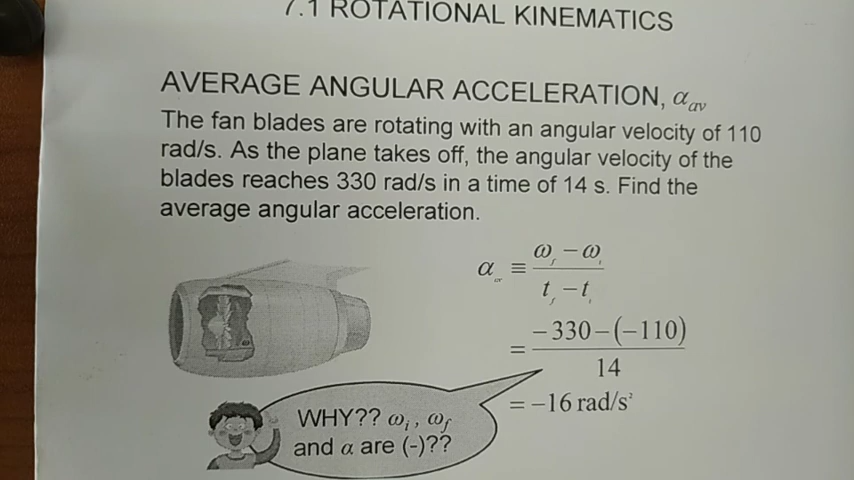 7.1 ROTATIONAL KINEMATICS
AVERAGE ANGULAR ACCELERATION, α_av
The fan blades are rotating with an angular velocity of 110
rad/s. As the plane takes off, the angular velocity of the
blades reaches 330 rad/s in a time of 14 s. Find the
average angular acceleration.
α_av ≡ (ω_f − ω_i) / (t_f − t_i)
= (−330 − (−110)) / 14
= −16 rad/s²
WHY?? ω_i, ω_f
and α are (-)??